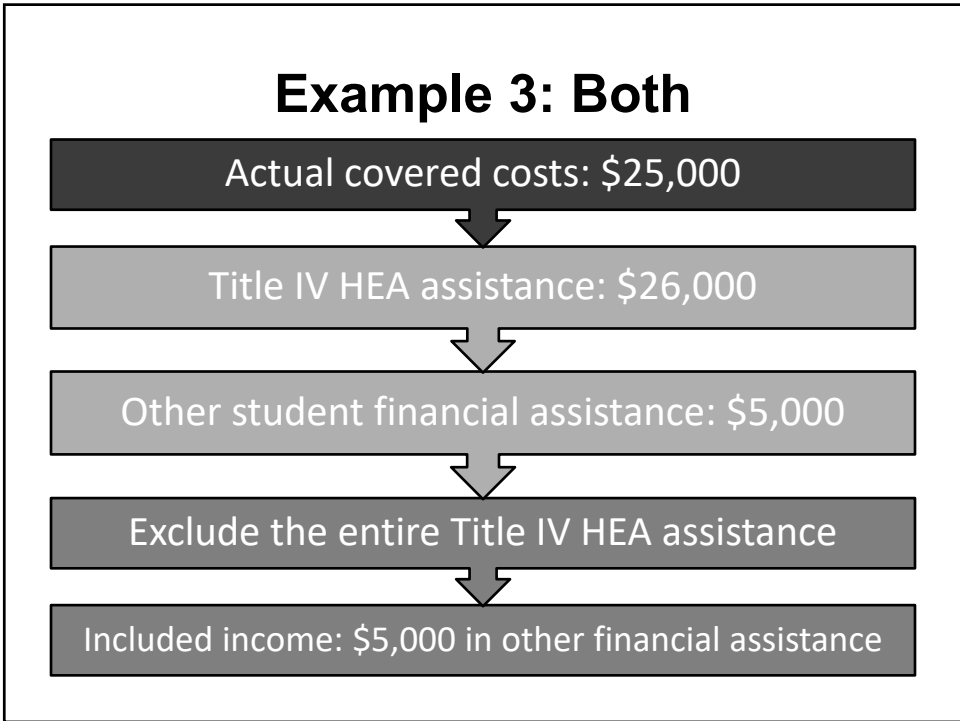 Example 3: Both
Actual covered costs: $25,000
Title IV HEA assistance: $26,000
Other student financial assistance: $5,000
Exclude the entire Title IV HEA assistance
Included income: $5,000 in other financial assistance